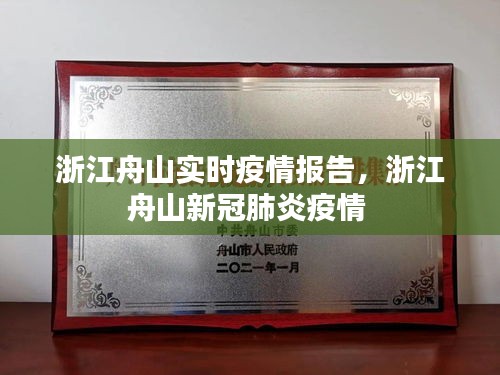 浙江舟山实时疫情报告，浙江
舟山新冠肺炎疫情
中共舟山市委
舟山市人民政府
二〇二一年一月